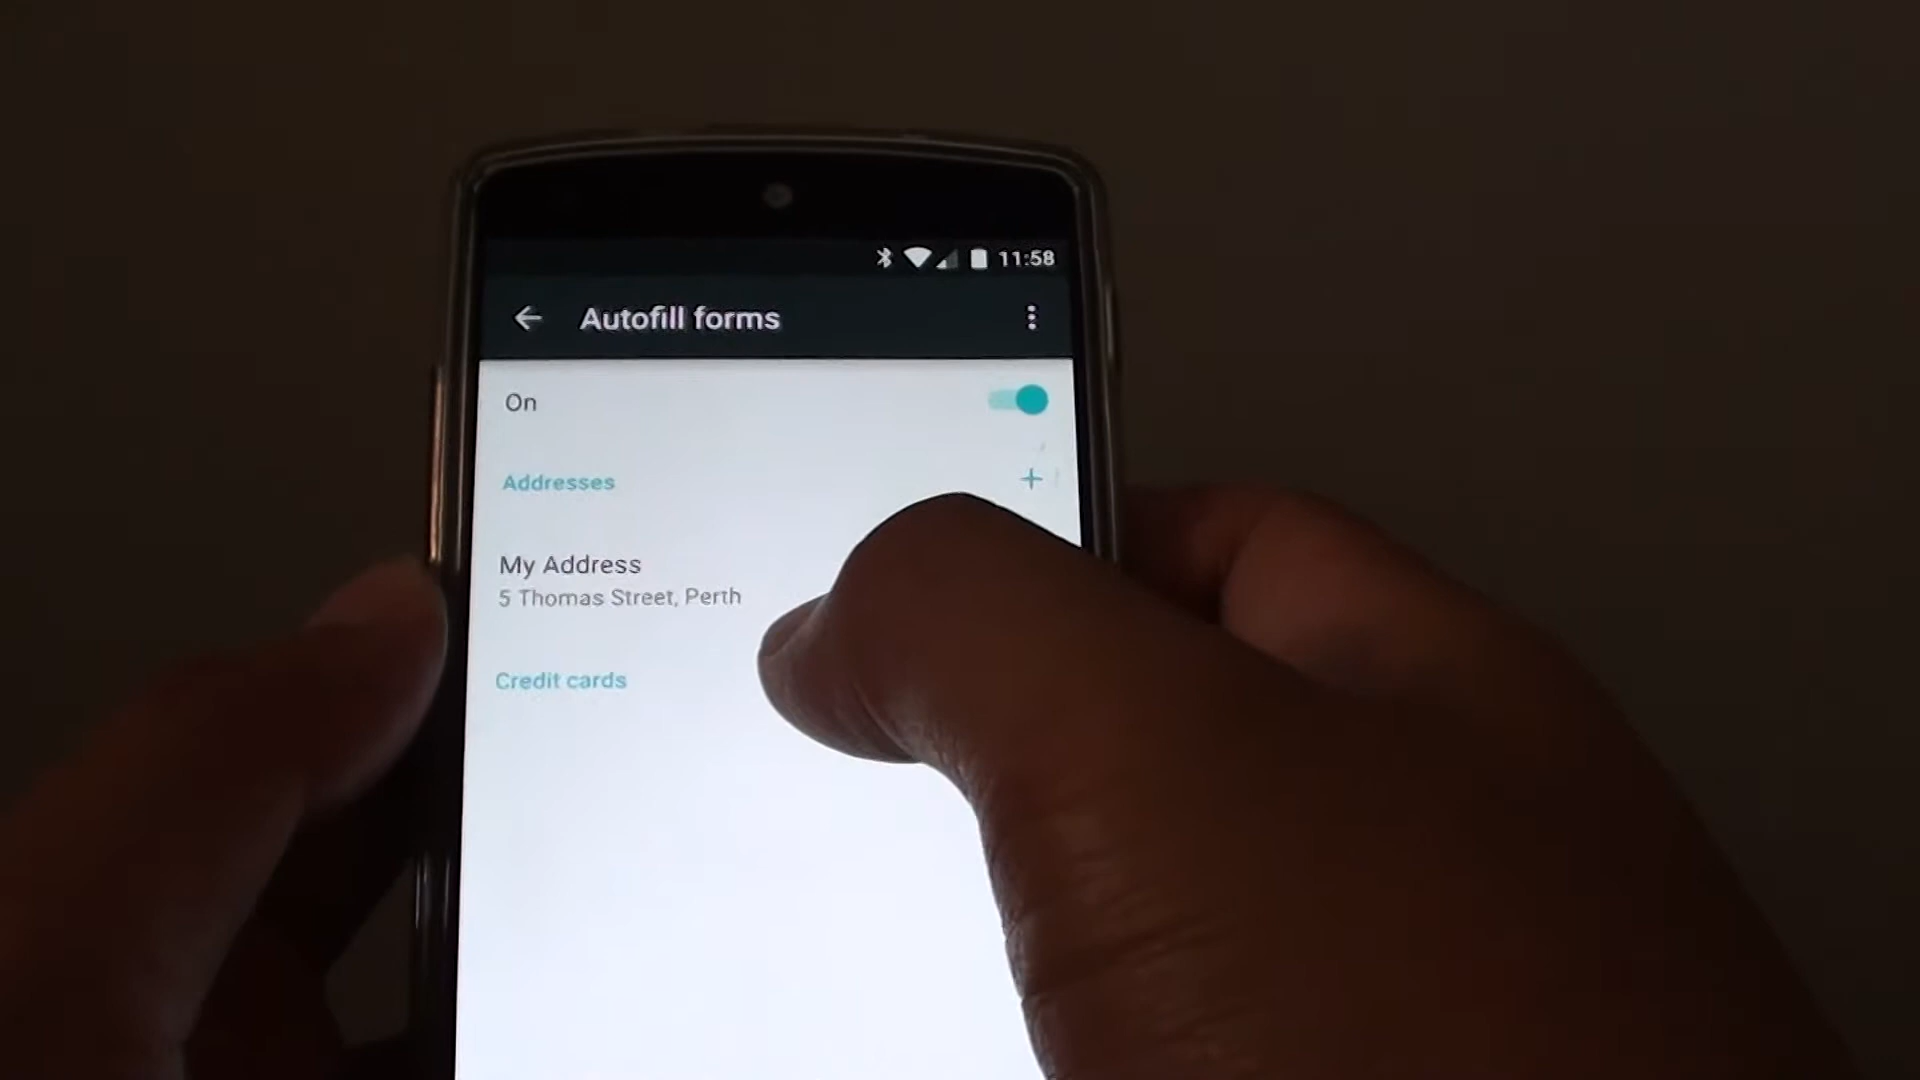 11:58
Autofill forms
On
Addresses
+
My Address
5 Thomas Street, Perth
Credit cards